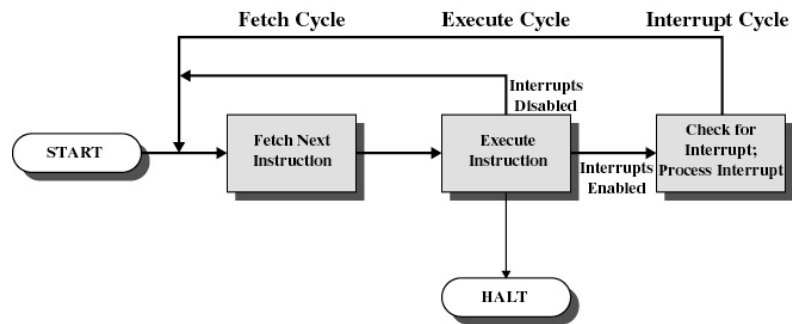 Fetch Cycle
Execute Cycle
Interrupt Cycle
START
Fetch Next
Instruction
Interrupts
Disabled
Execute
Instruction
Interrupts
Enabled
Check for
Interrupt;
Process Interrupt
HALT